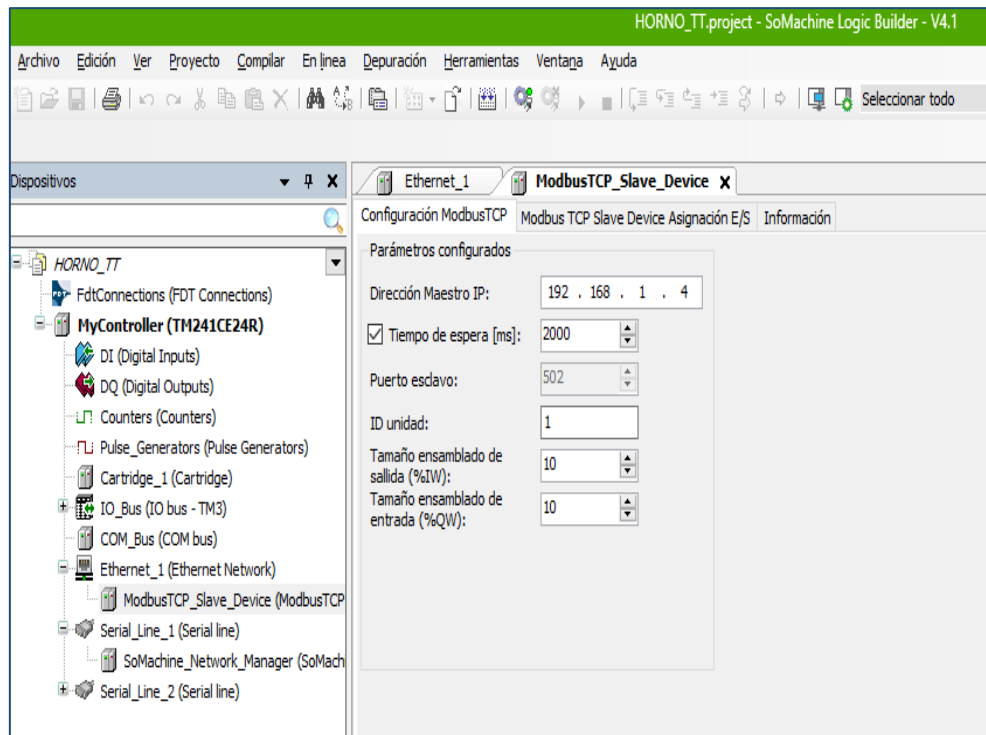 HORNO_TT.project - SoMachine Logic Builder - V4.1
Archivo Edición Ver Proyecto Compilar En línea Depuración Herramientas Ventana Ayuda
Seleccionar todo
Dispositivos
HORNO_TT
FdtConnections (FDT Connections)
MyController (TM241CE24R)
DI (Digital Inputs)
DQ (Digital Outputs)
Counters (Counters)
Pulse_Generators (Pulse Generators)
Cartridge_1 (Cartridge)
IO_Bus (IO bus - TM3)
COM_Bus (COM bus)
Ethernet_1 (Ethernet Network)
ModbusTCP_Slave_Device (ModbusTCP
Serial_Line_1 (Serial line)
SoMachine_Network_Manager (SoMach
Serial_Line_2 (Serial line)
Ethernet_1 ModbusTCP_Slave_Device X
Configuración ModbusTCP Modbus TCP Slave Device Asignación E/S Información
Parámetros configurados
Dirección Maestro IP: 192 . 168 . 1 . 4
Tiempo de espera [ms]: 2000
Puerto esclavo: 502
ID unidad: 1
Tamaño ensamblado de
sallida (%IW): 10
Tamaño ensamblado de
entrada (%QW): 10